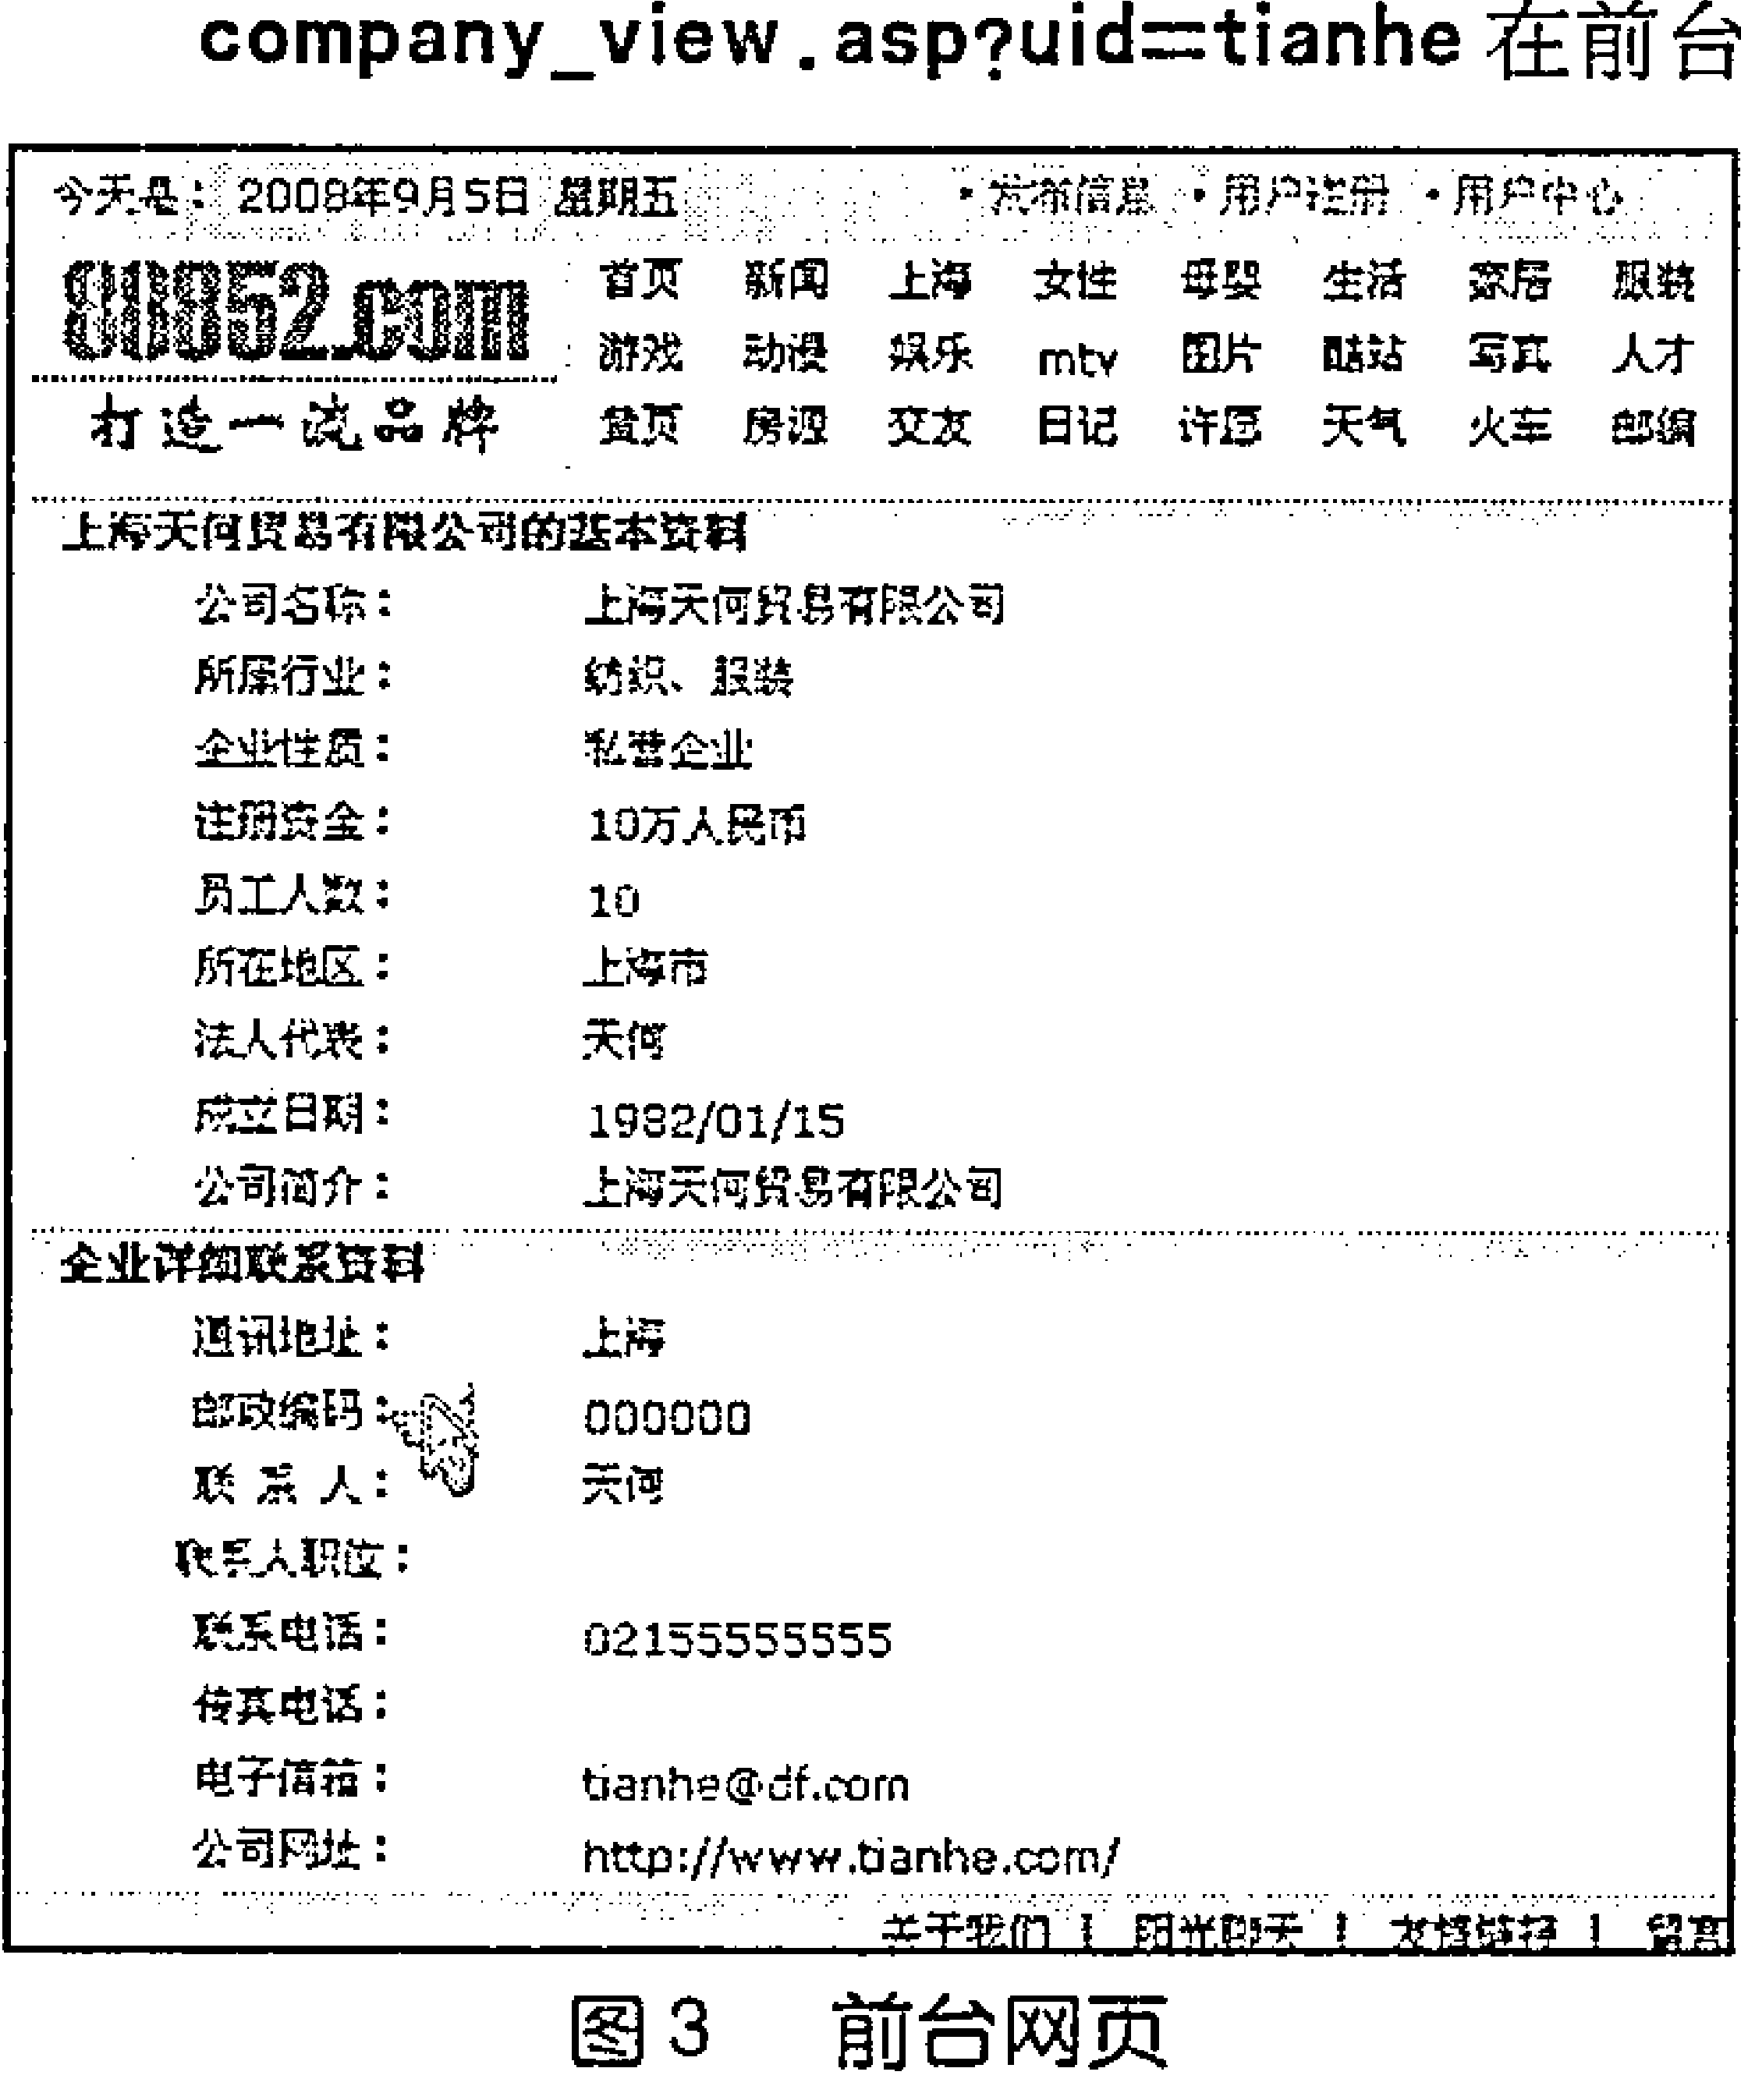 company_view.asp?uid=tianhe 在前台
今天是： 2008年9月5日 星期五 ·发布信息 ·用户注册 ·用户中心
80852.com 首页 新闻 上海 女性 母婴 生活 家居 服装
游戏 动漫 娱乐 mtv 图片 酷站 写真 人才
打造一流品牌 黄页 房源 交友 日记 许愿 天气 火车 邮编
上海天何贸易有限公司的基本资料
公司名称： 上海天何贸易有限公司
所属行业： 纺织、服装
企业性质： 私营企业
注册资金： 10万人民币
员工人数： 10
所在地区： 上海市
法人代表： 天何
成立日期： 1982/01/15
公司简介： 上海天何贸易有限公司
企业详细联系资料
通讯地址： 上海
邮政编码： 000000
联 系 人： 天何
联系人职位：
联系电话： 02155555555
传真电话：
电子信箱： tianhe@df.com
公司网址： http://www.tianhe.com/
关于我们 | 阳光聊天 | 友情链接 | 留言
图3 前台网页